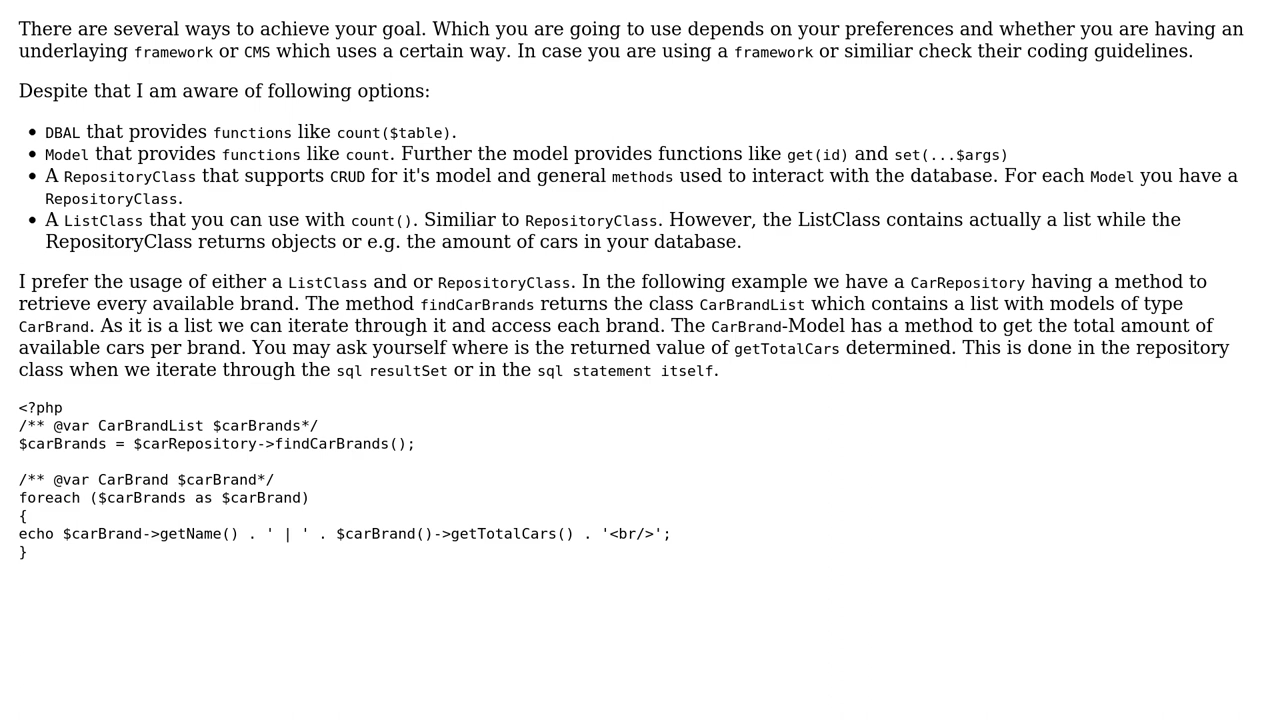 There are several ways to achieve your goal. Which you are going to use depends on your preferences and whether you are having an
underlaying framework or CMS which uses a certain way. In case you are using a framework or similiar check their coding guidelines.
Despite that I am aware of following options:
• DBAL that provides functions like count($table).
• Model that provides functions like count. Further the model provides functions like get(id) and set(...$args)
• A RepositoryClass that supports CRUD for it's model and general methods used to interact with the database. For each Model you have a
RepositoryClass.
• A ListClass that you can use with count(). Similiar to RepositoryClass. However, the ListClass contains actually a list while the
RepositoryClass returns objects or e.g. the amount of cars in your database.
I prefer the usage of either a ListClass and or RepositoryClass. In the following example we have a CarRepository having a method to
retrieve every available brand. The method findCarBrands returns the class CarBrandList which contains a list with models of type
CarBrand. As it is a list we can iterate through it and access each brand. The CarBrand-Model has a method to get the total amount of
available cars per brand. You may ask yourself where is the returned value of getTotalCars determined. This is done in the repository
class when we iterate through the sql resultSet or in the sql statement itself.
<?php
/** @var CarBrandList $carBrands*/
$carBrands = $carRepository->findCarBrands();
/** @var CarBrand $carBrand*/
foreach ($carBrands as $carBrand)
{
echo $carBrand->getName() . ' | ' . $carBrand()->getTotalCars() . '<br/>';
}